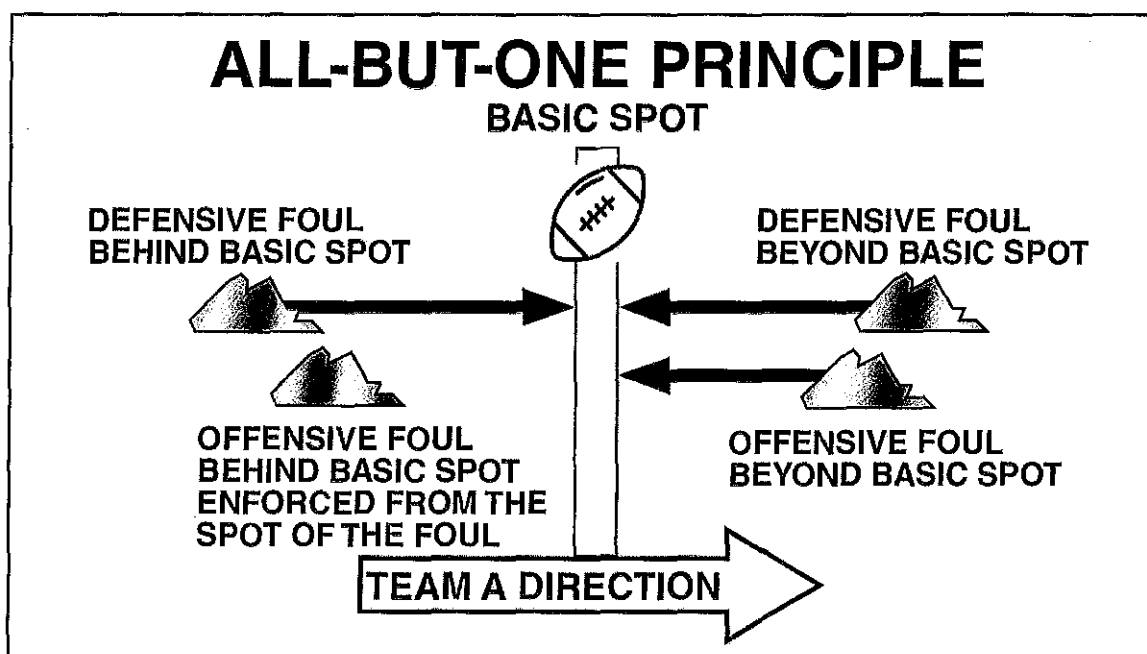 ALL-BUT-ONE PRINCIPLE
BASIC SPOT
DEFENSIVE FOUL
BEHIND BASIC SPOT
DEFENSIVE FOUL
BEYOND BASIC SPOT
OFFENSIVE FOUL
BEHIND BASIC SPOT
ENFORCED FROM THE
SPOT OF THE FOUL
OFFENSIVE FOUL
BEYOND BASIC SPOT
TEAM A DIRECTION